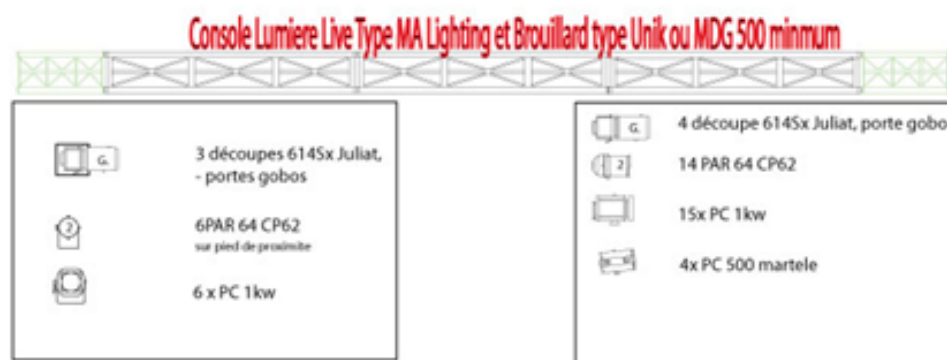 Console Lumiere Live Type MA Lighting et Brouillard type Unik ou MDG 500 minmum
G.
3 découpes 614Sx Juliat,
- portes gobos
2
6PAR 64 CP62
sur pied de proximite
6 x PC 1kw
G.
4 découpe 614Sx Juliat, porte gobo
2
14 PAR 64 CP62
15x PC 1kw
4x PC 500 martele